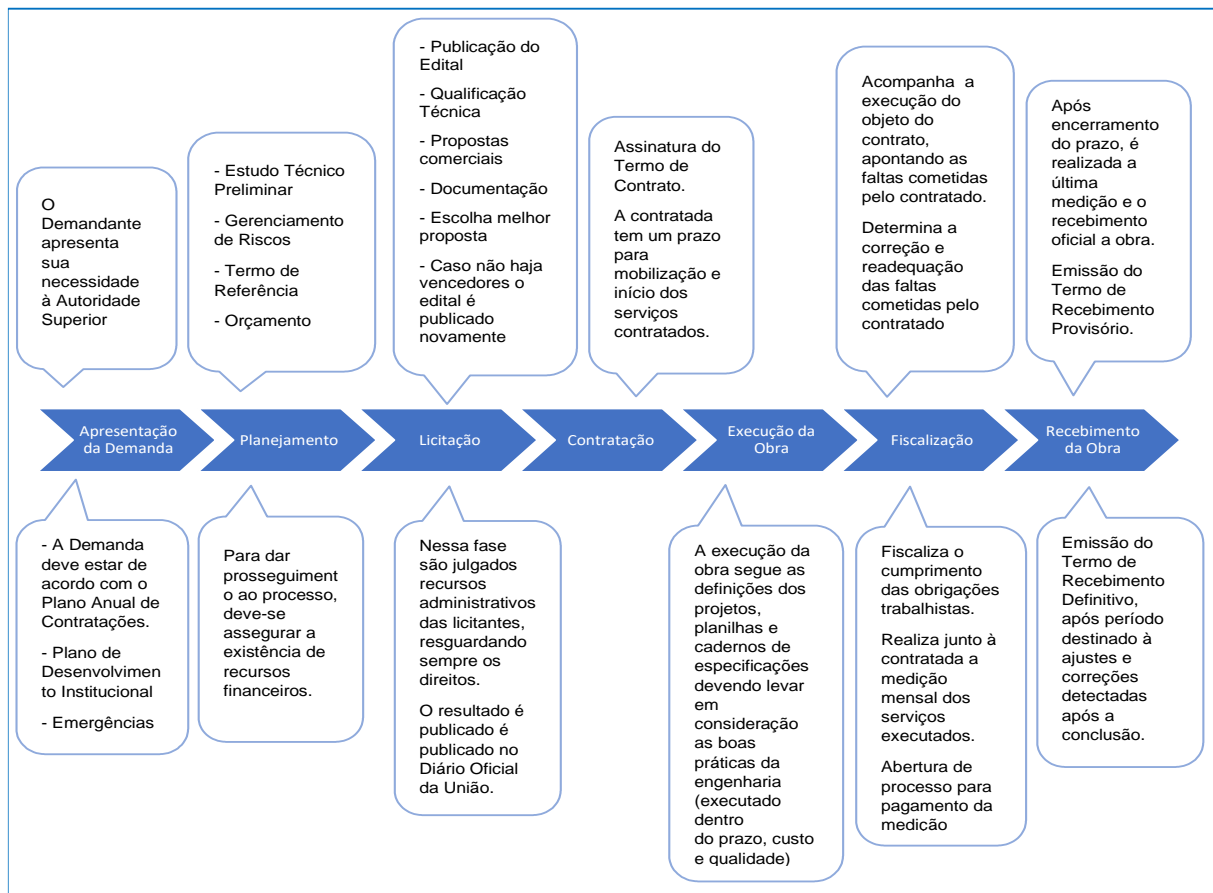 O
Demandante
apresenta
sua
necessidade
à Autoridade
Superior
- Estudo Técnico
Preliminar
- Gerenciamento
de Riscos
- Termo de
Referência
- Orçamento
- Publicação do
Edital
- Qualificação
Técnica
- Propostas
comerciais
- Documentação
- Escolha melhor
proposta
- Caso não haja
vencedores o
edital é
publicado
novamente
Assinatura do
Termo de
Contrato.
A contratada
tem um prazo
para
mobilização e
início dos
serviços
contratados.
Acompanha a
execução do
objeto do
contrato,
apontando as
faltas cometidas
pelo contratado.
Determina a
correção e
readequação
das faltas
cometidas pelo
contratado
Após
encerramento
do prazo, é
realizada a
última
medição e o
recebimento
oficial a obra.
Emissão do
Termo de
Recebimento
Provisório.
Apresentação
da Demanda
Planejamento
Licitação
Contratação
Execução da
Obra
Fiscalização
Recebimento
da Obra
- A Demanda
deve estar de
acordo com o
Plano Anual de
Contratações.
- Plano de
Desenvolvimen
to Institucional
- Emergências
Para dar
prosseguiment
o ao processo,
deve-se
assegurar a
existência de
recursos
financeiros.
Nessa fase
são julgados
recursos
administrativos
das licitantes,
resguardando
sempre os
direitos.
O resultado é
publicado é
publicado no
Diário Oficial
da União.
A execução da
obra segue as
definições dos
projetos,
planilhas e
cadernos de
especificações
devendo levar
em
consideração
as boas
práticas da
engenharia
(executado
dentro
do prazo, custo
e qualidade)
Fiscaliza o
cumprimento
das obrigações
trabalhistas.
Realiza junto à
contratada a
medição
mensal dos
serviços
executados.
Abertura de
processo para
pagamento da
medição
Emissão do
Termo de
Recebimento
Definitivo,
após período
destinado à
ajustes e
correções
detectadas
após a
conclusão.